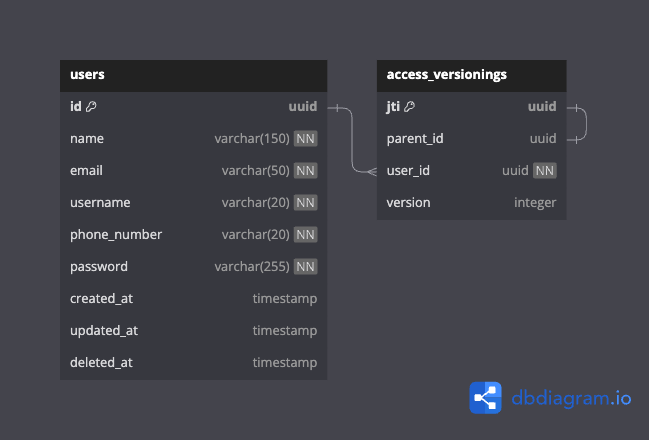 users
id uuid
name varchar(150) NN
email varchar(50) NN
username varchar(20) NN
phone_number varchar(20) NN
password varchar(255) NN
created_at timestamp
updated_at timestamp
deleted_at timestamp
access_versionings
jti uuid
parent_id uuid
user_id uuid NN
version integer
dbdiagram.io